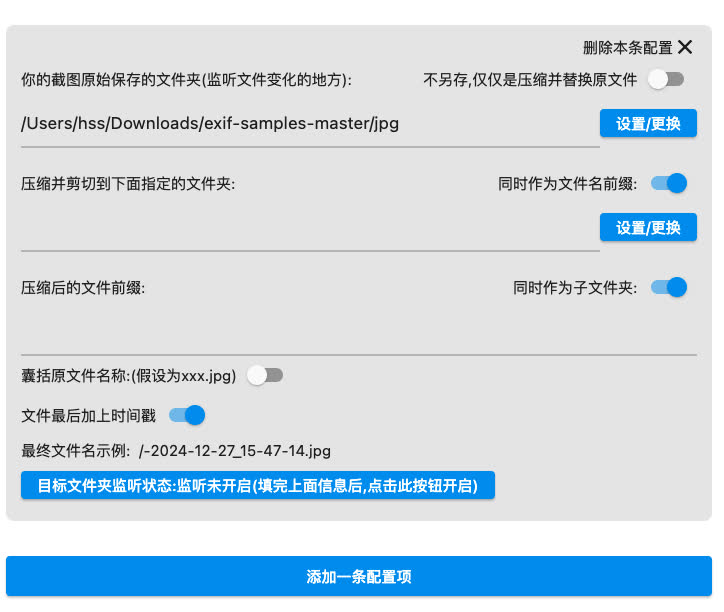 删除本条配置 ✕
你的截图原始保存的文件夹(监听文件变化的地方): 不另存,仅仅是压缩并替换原文件
/Users/hss/Downloads/exif-samples-master/jpg 设置/更换
压缩并剪切到下面指定的文件夹: 同时作为文件名前缀:
设置/更换
压缩后的文件前缀: 同时作为子文件夹:
囊括原文件名称:(假设为xxx.jpg)
文件最后加上时间戳
最终文件名示例: /-2024-12-27_15-47-14.jpg
目标文件夹监听状态:监听未开启(填完上面信息后,点击此按钮开启)
添加一条配置项